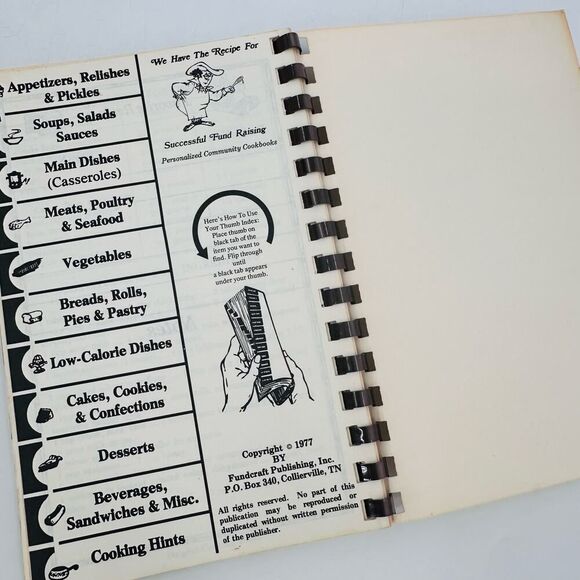 Appetizers, Relishes
& Pickles
Soups, Salads
Sauces
Main Dishes
(Casseroles)
Meats, Poultry
& Seafood
Vegetables
Breads, Rolls,
Pies & Pastry
Low-Calorie Dishes
Cakes, Cookies,
& Confections
Desserts
Beverages,
Sandwiches & Misc.
Cooking Hints
We Have The Recipe For
Successful Fund Raising
Personalized Community Cookbooks
Here's How To Use
Your Thumb Index:
Place thumb on
black tab of the
item you want to
find. Flip through
until
a black tab appears
under your thumb.
Copyright © 1977
BY
Fundcraft Publishing, Inc.
P.O. Box 340, Collierville, TN
All rights reserved. No part of this
publication may be reproduced or
duplicated without written permission
of the publisher.